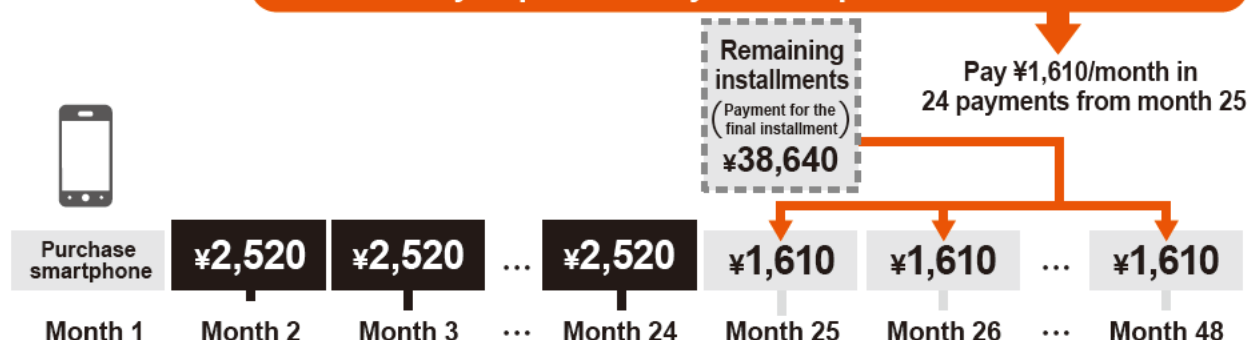 Remaining
installments
(Payment for the
final installment)
¥38,640
Pay ¥1,610/month in
24 payments from month 25
Purchase
smartphone
¥2,520
¥2,520
...
¥2,520
¥1,610
¥1,610
...
¥1,610
Month 1
Month 2
Month 3
...
Month 24
Month 25
Month 26
...
Month 48